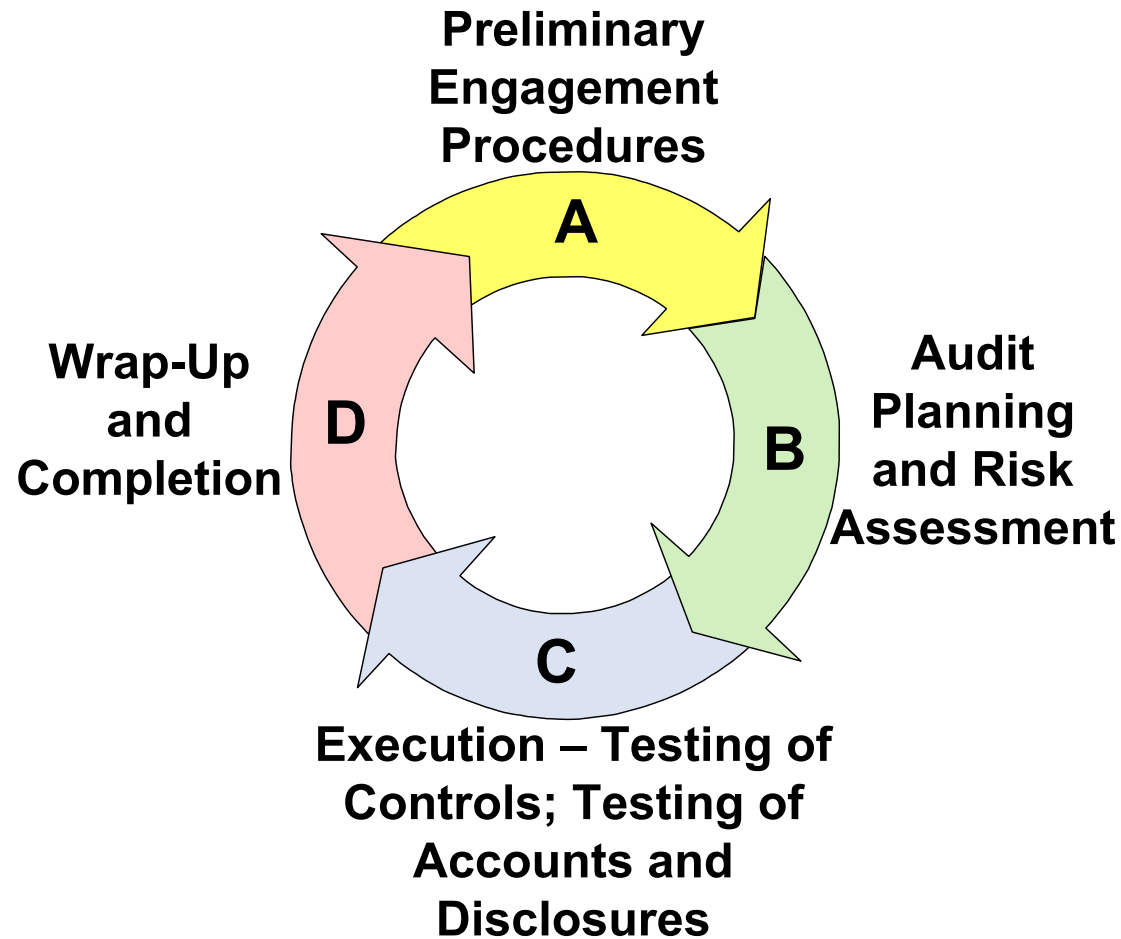 Preliminary
Engagement
Procedures
A
Audit
Planning
and Risk
Assessment
B
Execution – Testing of
Controls; Testing of
Accounts and
Disclosures
C
Wrap-Up
and
Completion
D